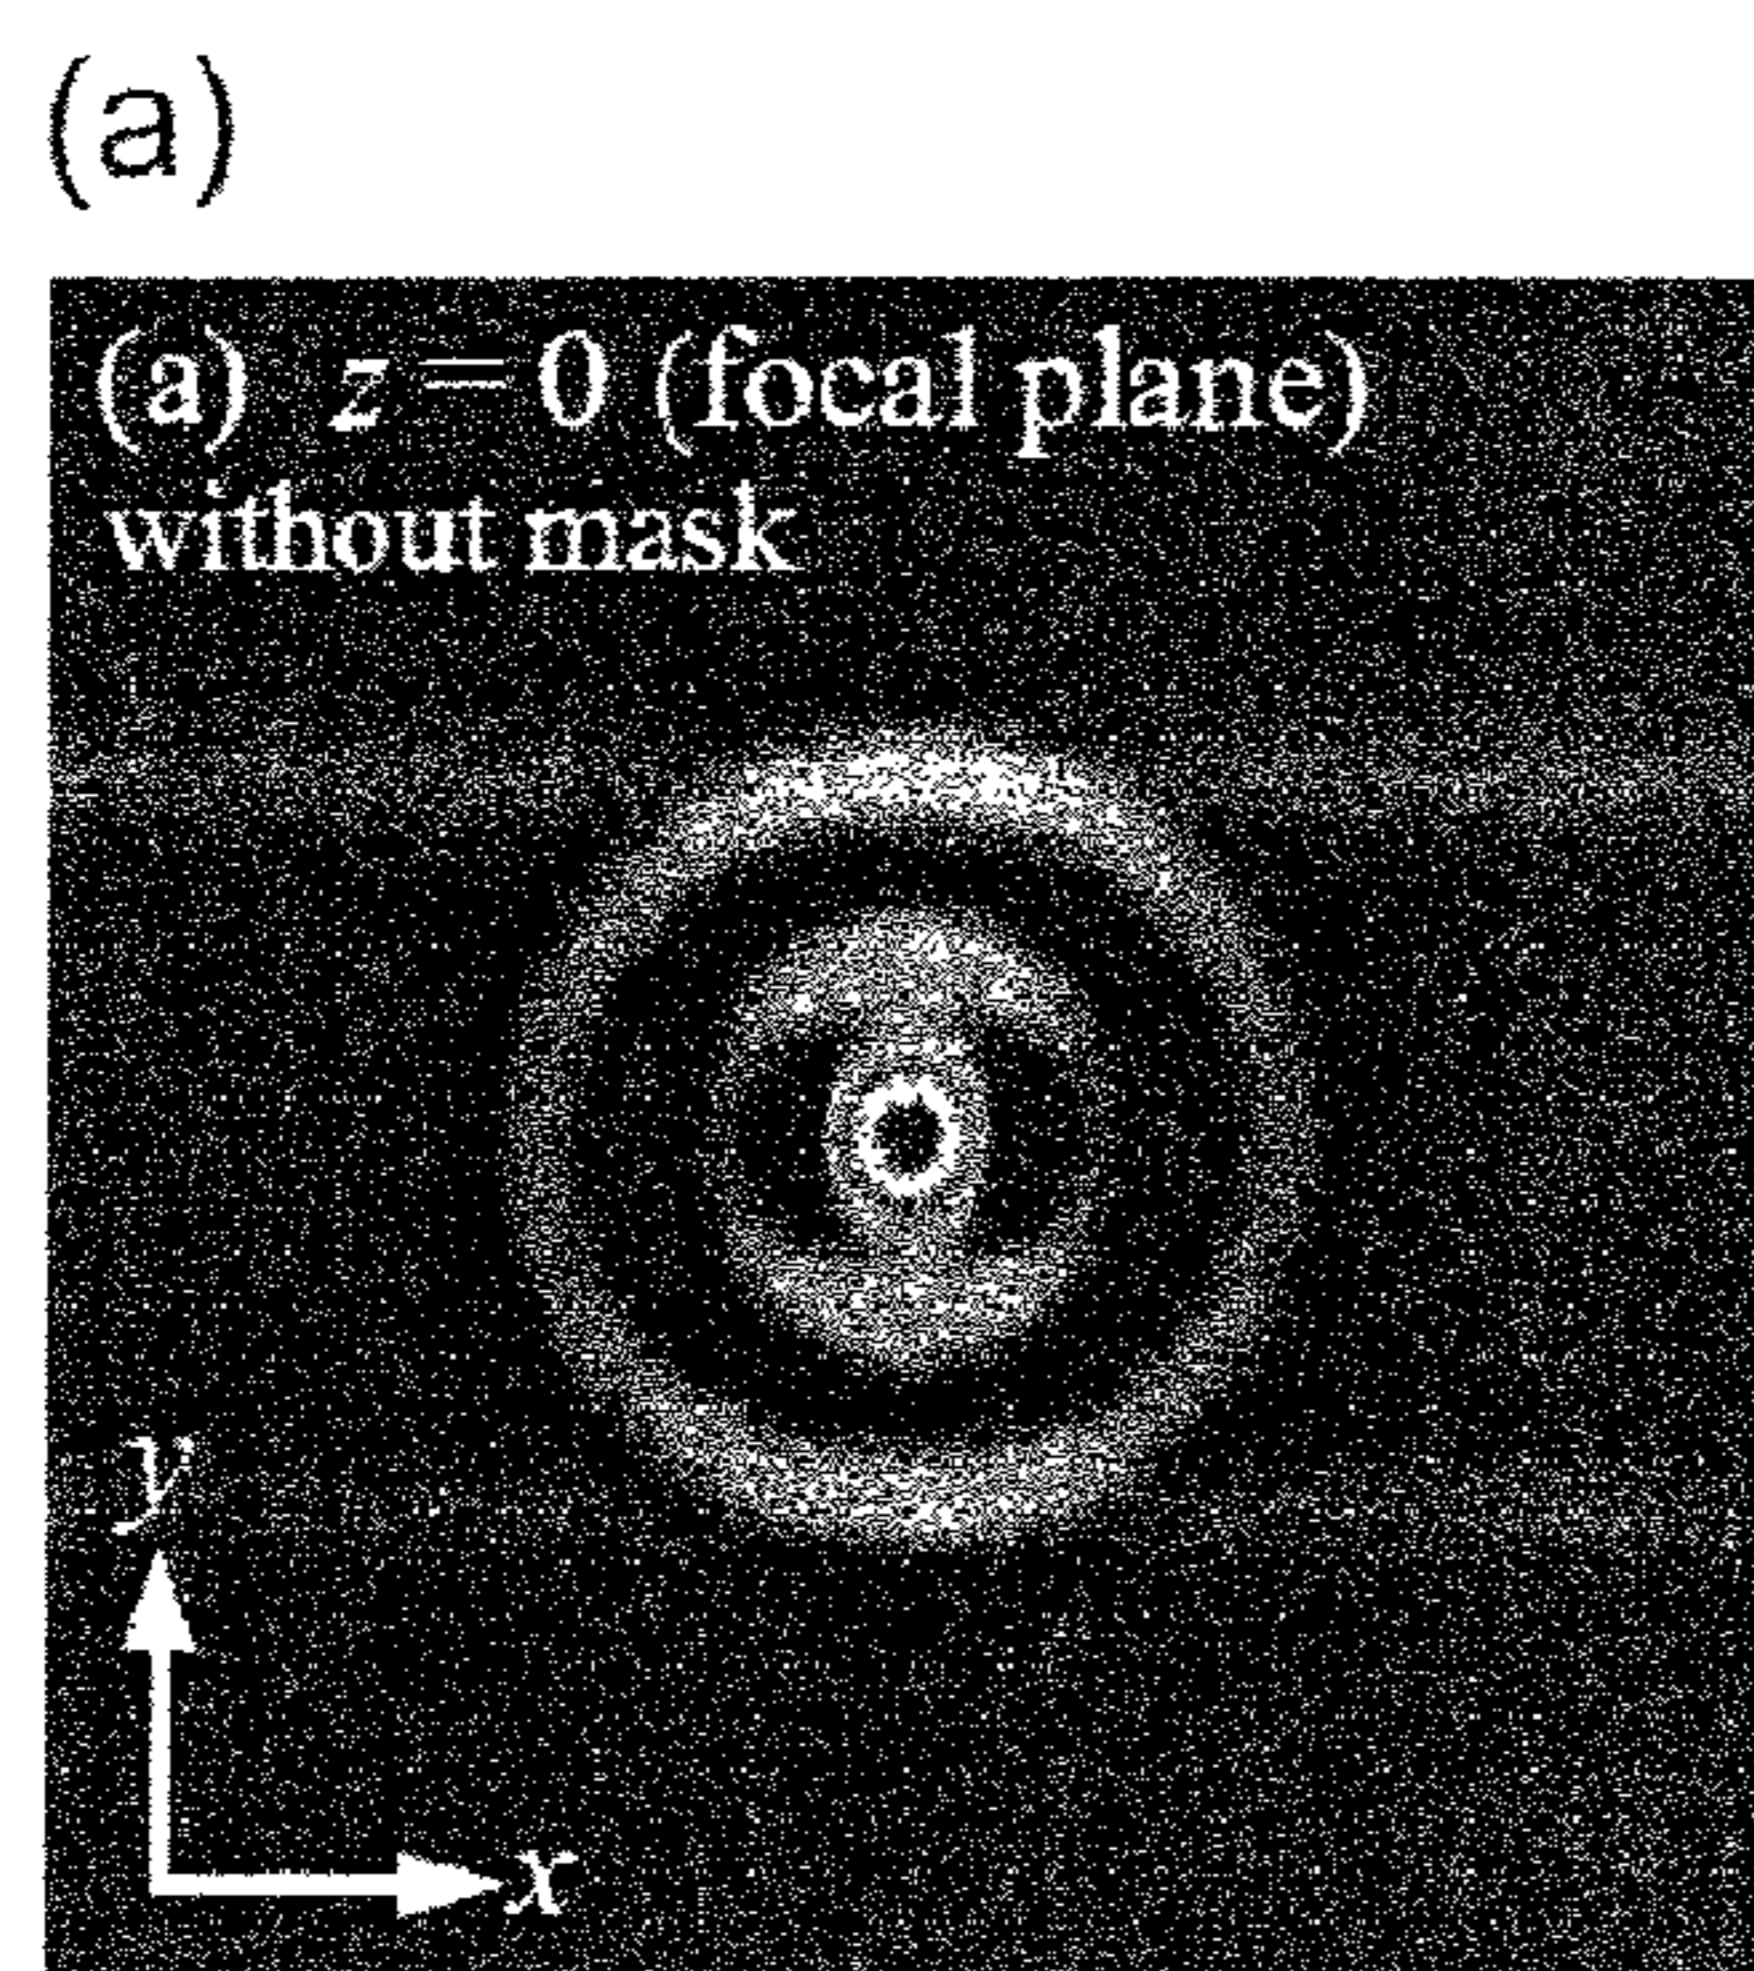 (a)
(a) z = 0 (focal plane)
without mask
y
x